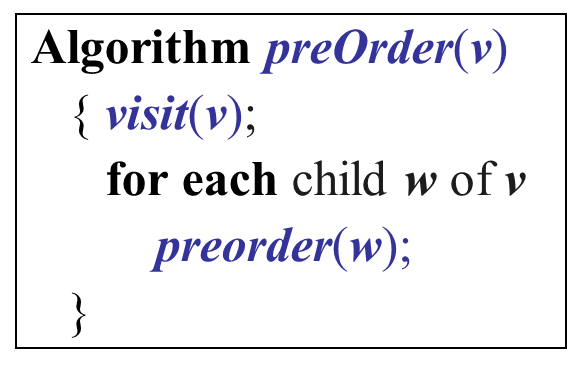 Algorithm preOrder(v)
{ visit(v);
for each child w of v
preorder(w);
}